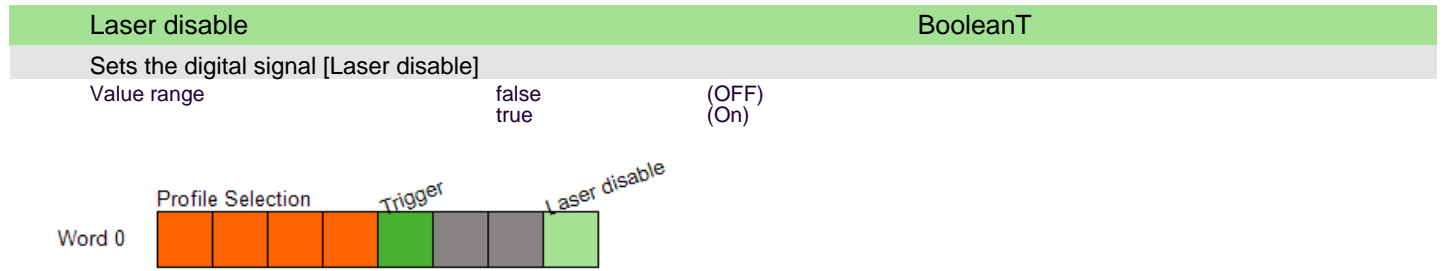 Laser disable BooleanT
Sets the digital signal [Laser disable]
Value range false (OFF)
true (On)
Profile Selection Trigger Laser disable
Word 0